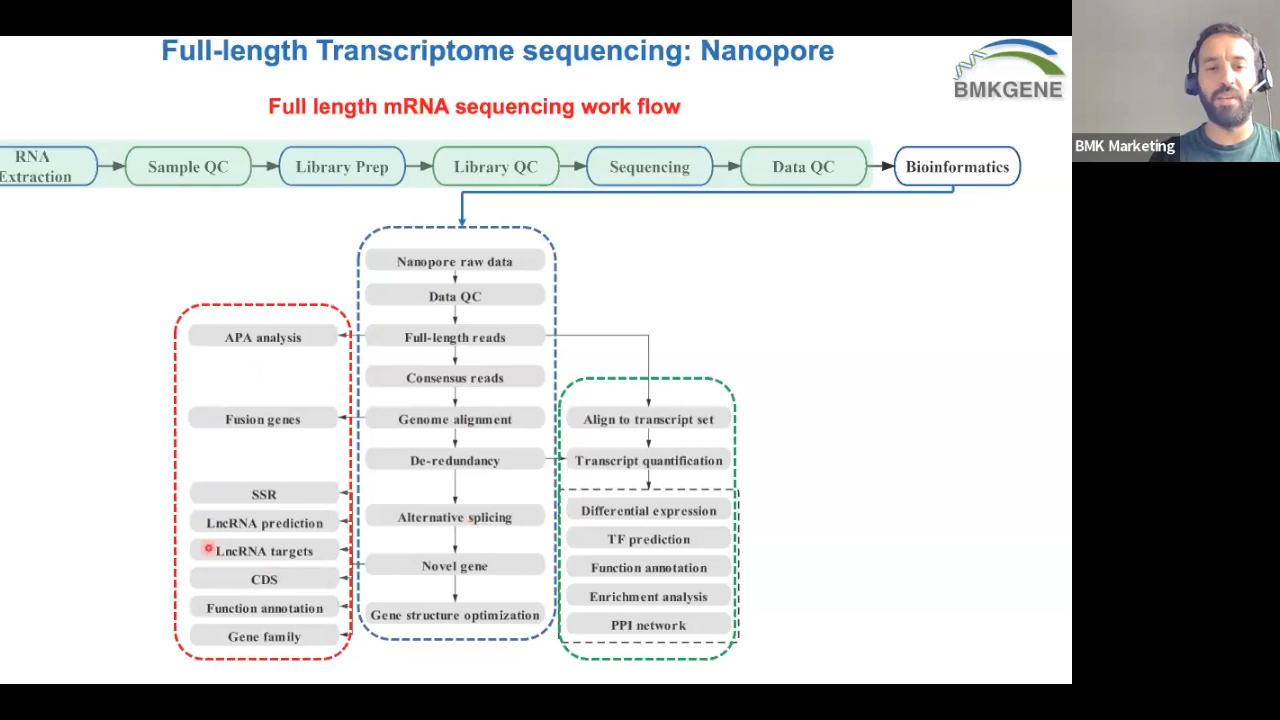 Full-length Transcriptome sequencing: Nanopore
BMKGENE
Full length mRNA sequencing work flow
BMK Marketing
RNA
Extraction
Sample QC
Library Prep
Library QC
Sequencing
Data QC
Bioinformatics
Nanopore raw data
Data QC
Full-length reads
Consensus reads
Genome alignment
De-redundancy
Alternative splicing
Novel gene
Gene structure optimization
APA analysis
Fusion genes
SSR
LncRNA prediction
LncRNA targets
CDS
Function annotation
Gene family
Align to transcript set
Transcript quantification
Differential expression
TF prediction
Function annotation
Enrichment analysis
PPI network